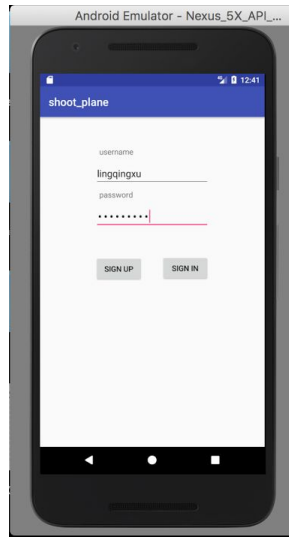 Android Emulator - Nexus_5X_API_...
12:41
shoot_plane
username
lingqingxu
password
•••••••••
SIGN UP
SIGN IN